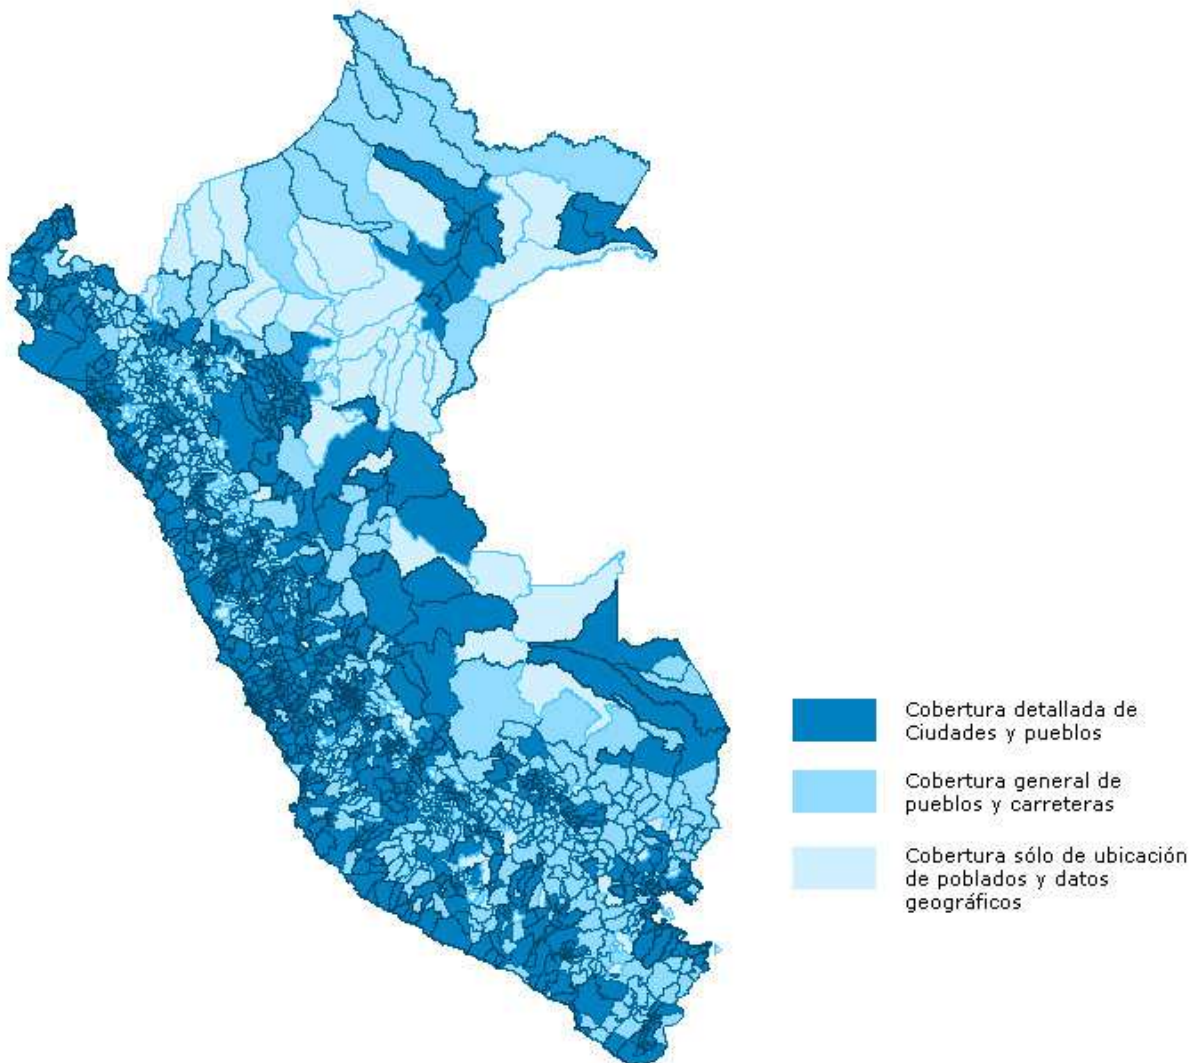 Cobertura detallada de
Ciudades y pueblos
Cobertura general de
pueblos y carreteras
Cobertura sólo de ubicación
de poblados y datos
geográficos